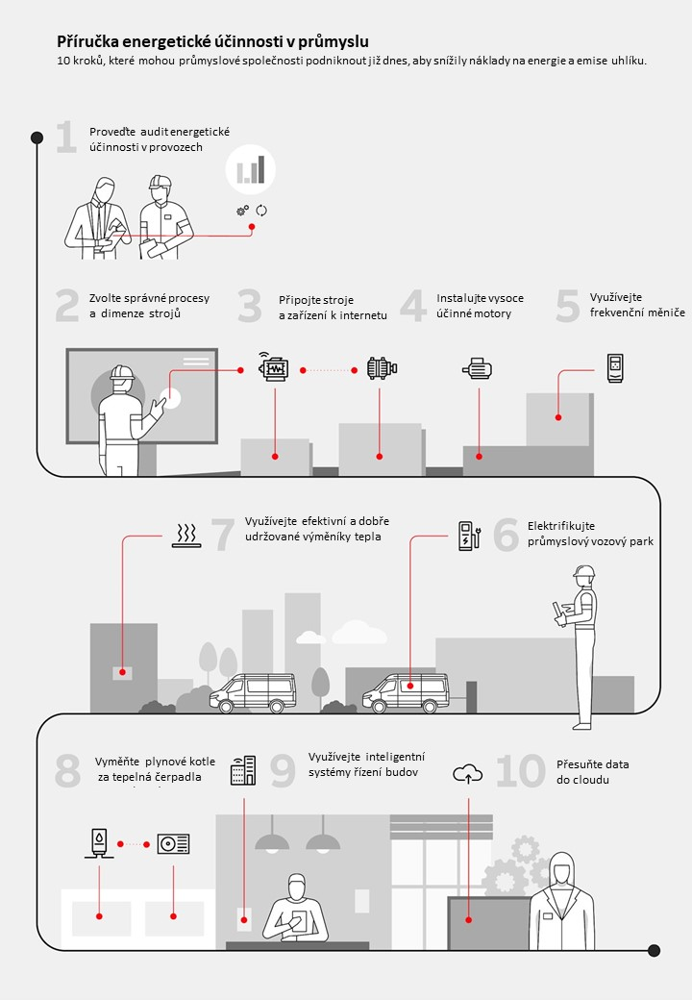 Příručka energetické účinnosti v průmyslu
10 kroků, které mohou průmyslové společnosti podniknout již dnes, aby snížily náklady na energie a emise uhlíku.
1
Proveďte audit energetické
účinnosti v provozech
2
Zvolte správné procesy
a dimenze strojů
3
Připojte stroje
a zařízení k internetu
4
Instalujte vysoce
účinné motory
5
Využívejte
frekvenční měniče
7
Využívejte efektivní a dobře
udržované výměníky tepla
6
Elektrifikujte
průmyslový vozový park
8
Vyměňte plynové kotle
za tepelná čerpadla
9
Využívejte inteligentní
systémy řízení budov
10
Přesuňte data
do cloudu